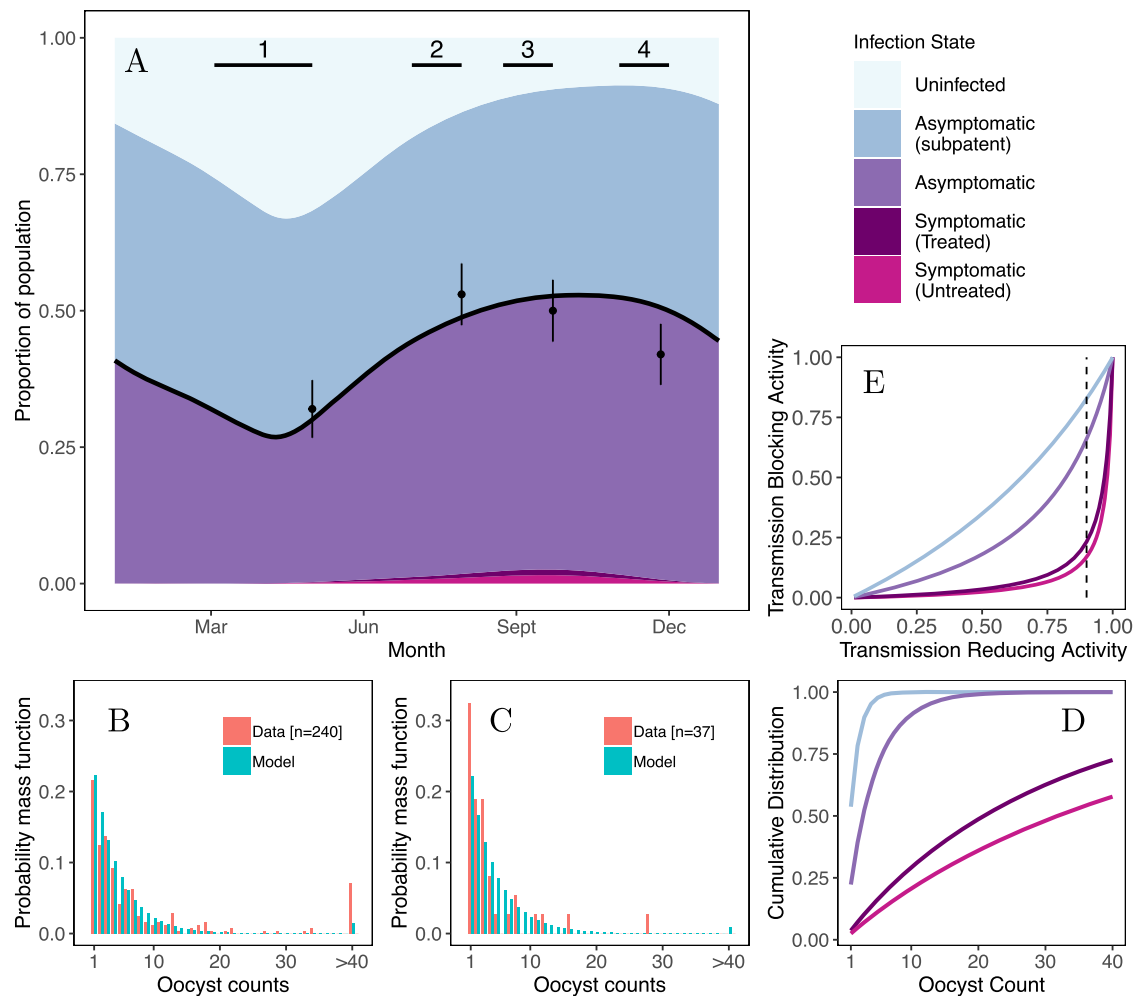 A
1
2
3
4
1.00
0.75
0.50
0.25
0.00
Proportion of population
Mar
Jun
Sept
Dec
Month
Infection State
Uninfected
Asymptomatic
(subpatent)
Asymptomatic
Symptomatic
(Treated)
Symptomatic
(Untreated)
E
1.00
0.75
0.50
0.25
0.00
Transmission Blocking Activity
0.00
0.25
0.50
0.75
1.00
Transmission Reducing Activity
B
Data [n=240]
Model
0.3
0.2
0.1
0.0
Probability mass function
1
10
20
30
>40
Oocyst counts
C
Data [n=37]
Model
0.3
0.2
0.1
0.0
Probability mass function
1
10
20
30
>40
Oocyst counts
D
1.00
0.75
0.50
0.25
0.00
Cumulative Distribution
1
10
20
30
40
Oocyst Count